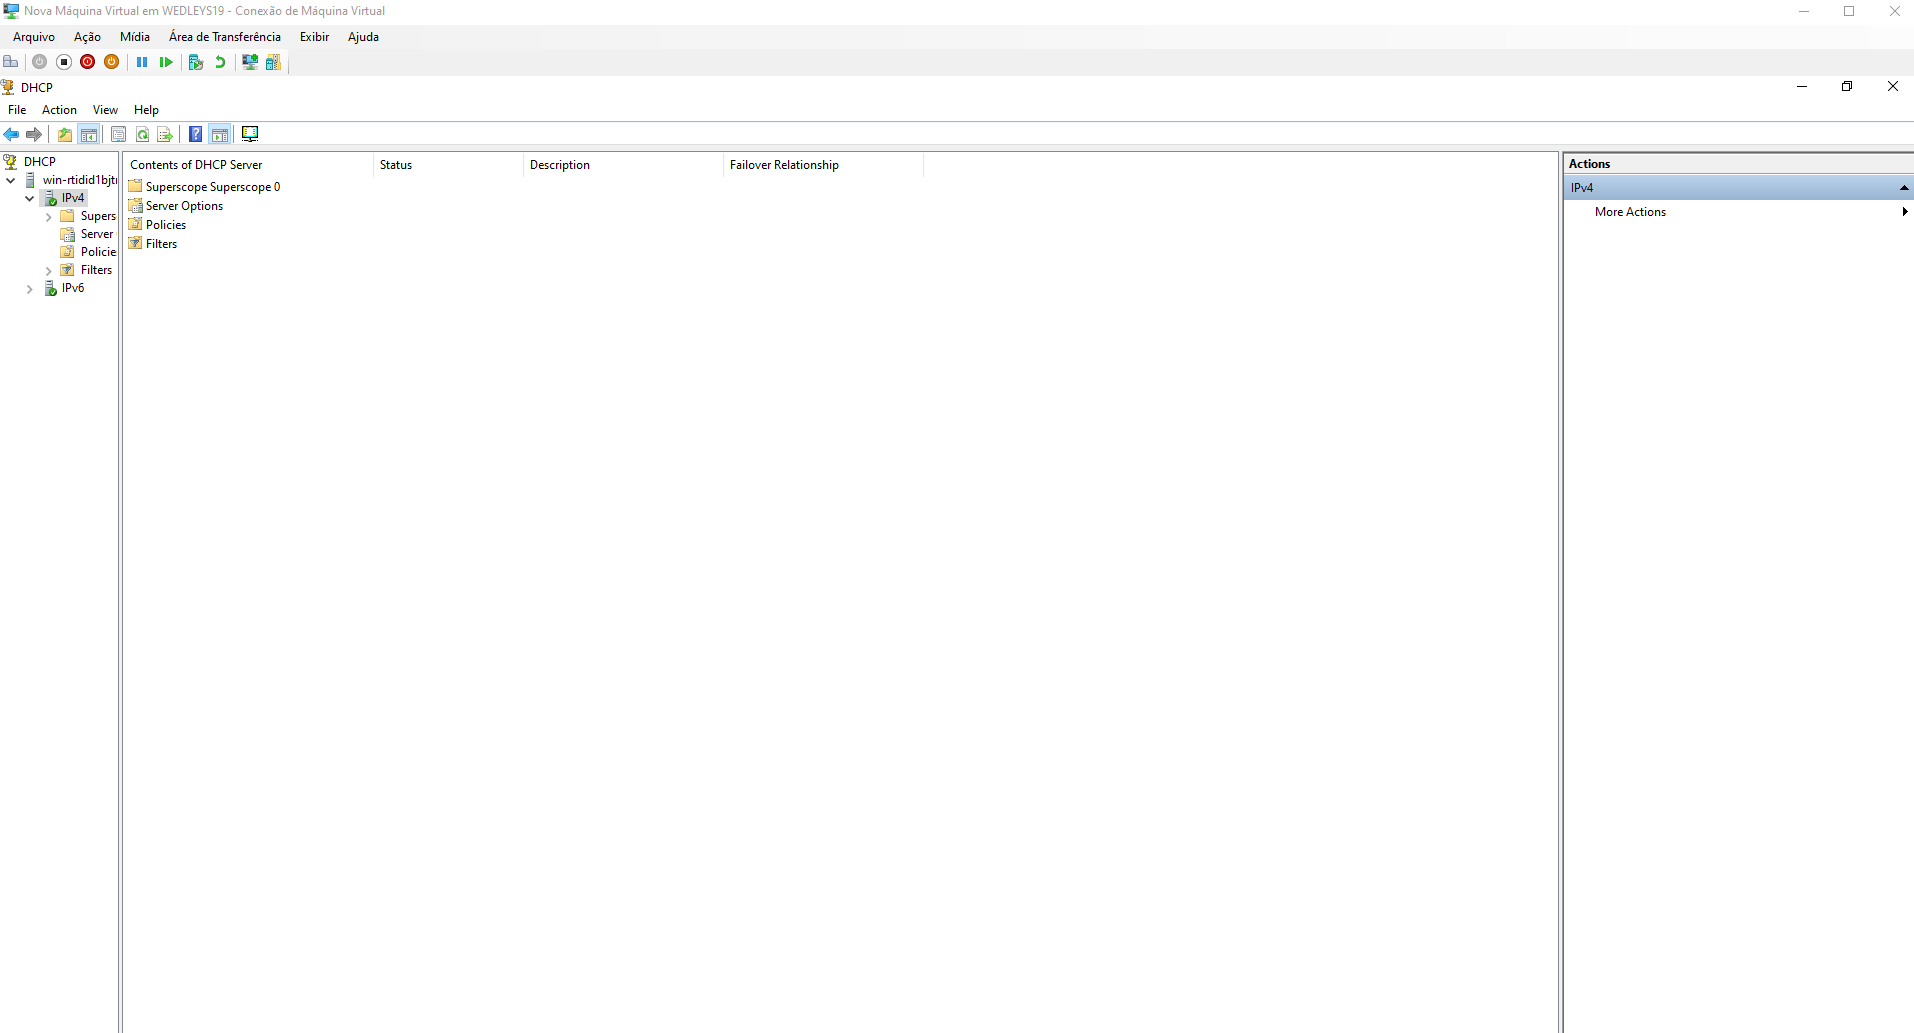 Nova Máquina Virtual em WEDLEYS19 - Conexão de Máquina Virtual
Arquivo Ação Mídia Área de Transferência Exibir Ajuda
DHCP
File Action View Help
DHCP
win-rtidid1bjtr
IPv4
Supers
Server
Policie
Filters
IPv6
Contents of DHCP Server Status Description Failover Relationship
Superscope Superscope 0
Server Options
Policies
Filters
Actions
IPv4
More Actions